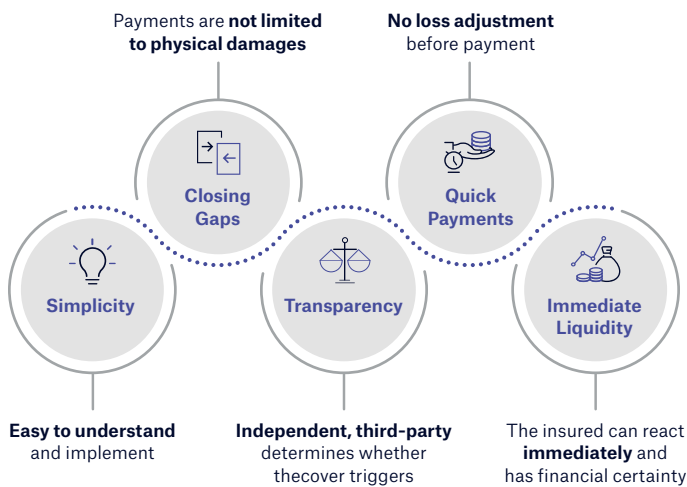 Payments are not limited
to physical damages
No loss adjustment
before payment
Closing
Gaps
Quick
Payments
Simplicity
Transparency
Immediate
Liquidity
Easy to understand
and implement
Independent, third-party
determines whether
thecover triggers
The insured can react
immediately and
has financial certainty